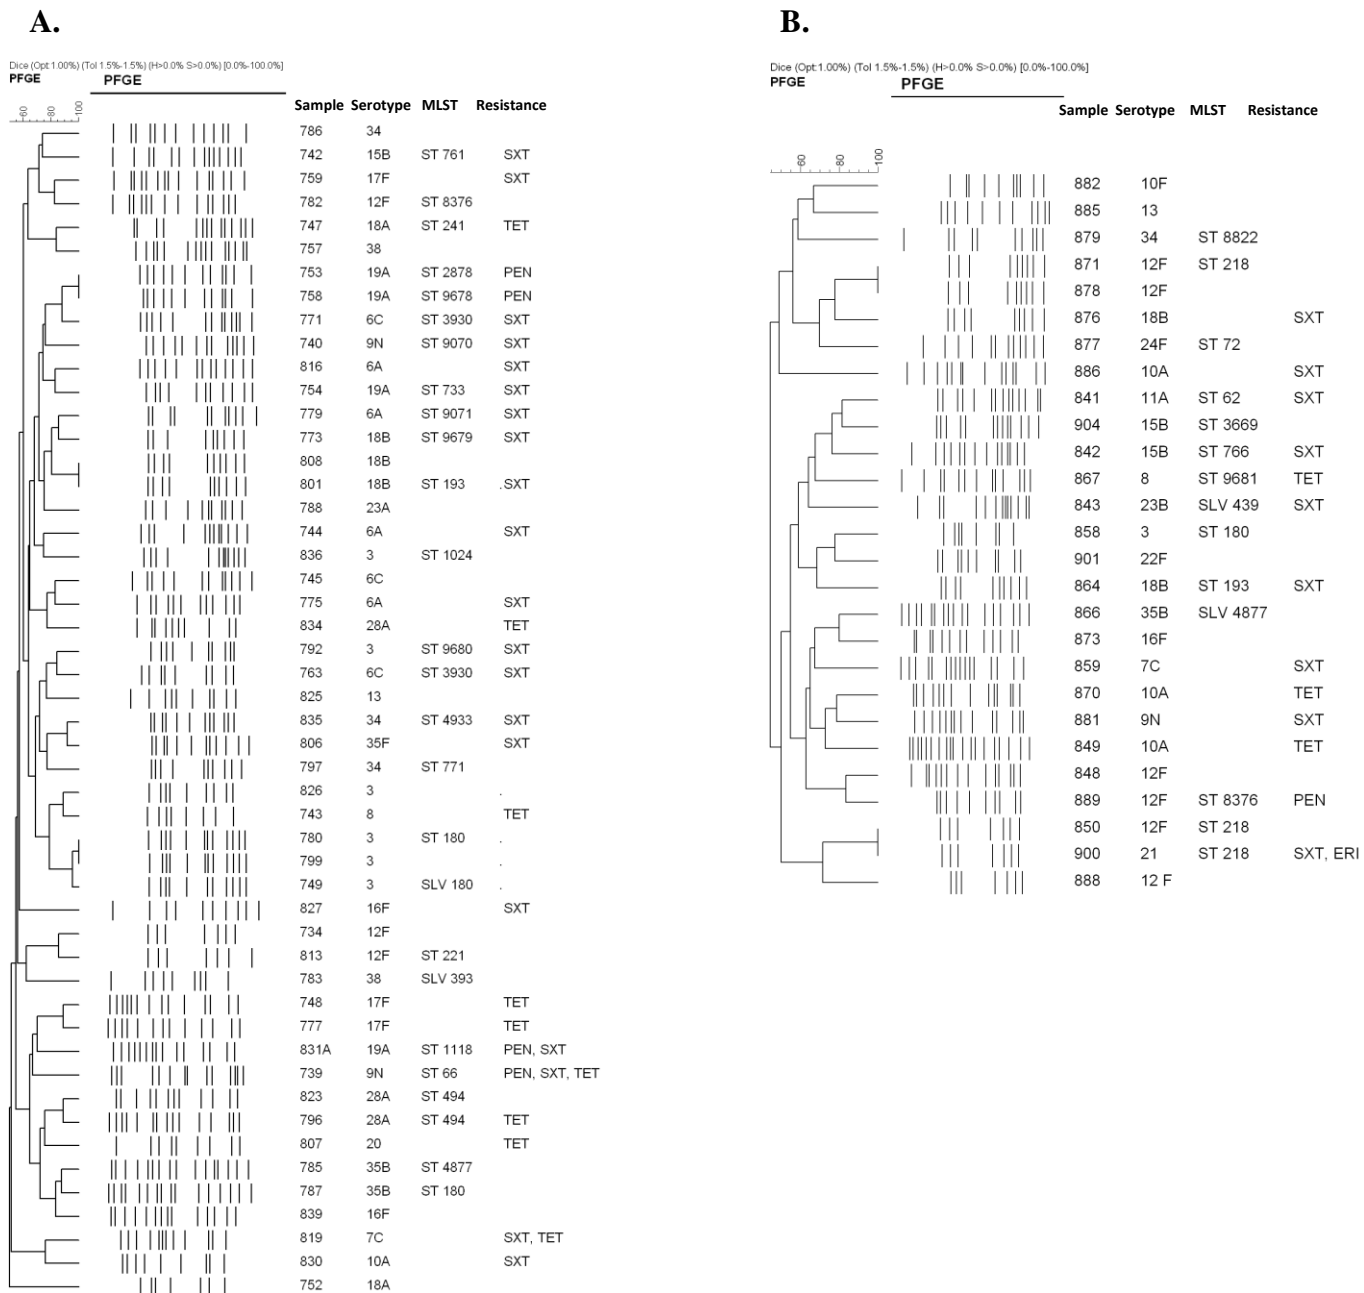 A.
Dice (Opt:1.00%) (Tol 1.5%-1.5%) (H>0.0% S>0.0%) [0.0%-100.0%]
PFGE PFGE
60 80 100
Sample Serotype MLST Resistance
786 34
742 15B ST 761 SXT
759 17F SXT
782 12F ST 8376
747 18A ST 241 TET
757 38
753 19A ST 2878 PEN
758 19A ST 9678 PEN
771 6C ST 3930 SXT
740 9N ST 9070 SXT
816 6A SXT
754 19A ST 733 SXT
779 6A ST 9071 SXT
773 18B ST 9679 SXT
808 18B
801 18B ST 193 .SXT
788 23A
744 6A SXT
836 3 ST 1024
745 6C
775 6A SXT
834 28A TET
792 3 ST 9680 SXT
763 6C ST 3930 SXT
825 13
835 34 ST 4933 SXT
806 35F SXT
797 34 ST 771
826 3 .
743 8 TET
780 3 ST 180 .
799 3 .
749 3 SLV 180 .
827 16F SXT
734 12F
813 12F ST 221
783 38 SLV 393
748 17F TET
777 17F TET
831A 19A ST 1118 PEN, SXT
739 9N ST 66 PEN, SXT, TET
823 28A ST 494
796 28A ST 494 TET
807 20 TET
785 35B ST 4877
787 35B ST 180
839 16F
819 7C SXT, TET
830 10A SXT
752 18A
B.
Dice (Opt:1.00%) (Tol 1.5%-1.5%) (H>0.0% S>0.0%) [0.0%-100.0%]
PFGE PFGE
Sample Serotype MLST Resistance
60 80 100
882 10F
885 13
879 34 ST 8822
871 12F ST 218
878 12F
876 18B SXT
877 24F ST 72
886 10A SXT
841 11A ST 62 SXT
904 15B ST 3669
842 15B ST 766 SXT
867 8 ST 9681 TET
843 23B SLV 439 SXT
858 3 ST 180
901 22F
864 18B ST 193 SXT
866 35B SLV 4877
873 16F
859 7C SXT
870 10A TET
881 9N SXT
849 10A TET
848 12F
889 12F ST 8376 PEN
850 12F ST 218
900 21 ST 218 SXT, ERI
888 12 F